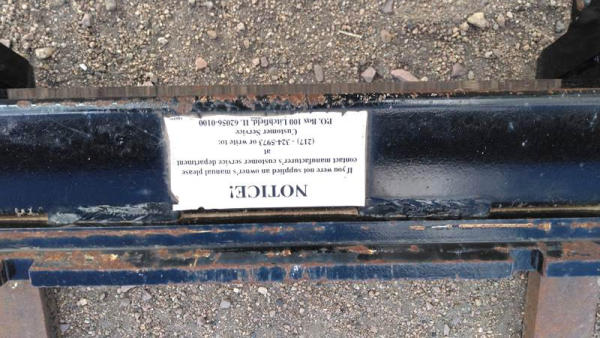 NOTICE!
If you were not supplied an owner's manual please
contact manufacturer's customer service department
at
(217) - 324-5973 or write to:
Customer Service
P.O. Box 100 Litchfield, IL 62056-0100